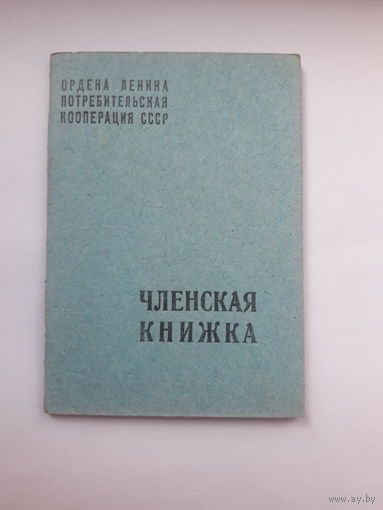 ОРДЕНА ЛЕНИНА
ПОТРЕБИТЕЛЬСКАЯ
КООПЕРАЦИЯ СССР
ЧЛЕНСКАЯ
КНИЖКА
www.ay.by